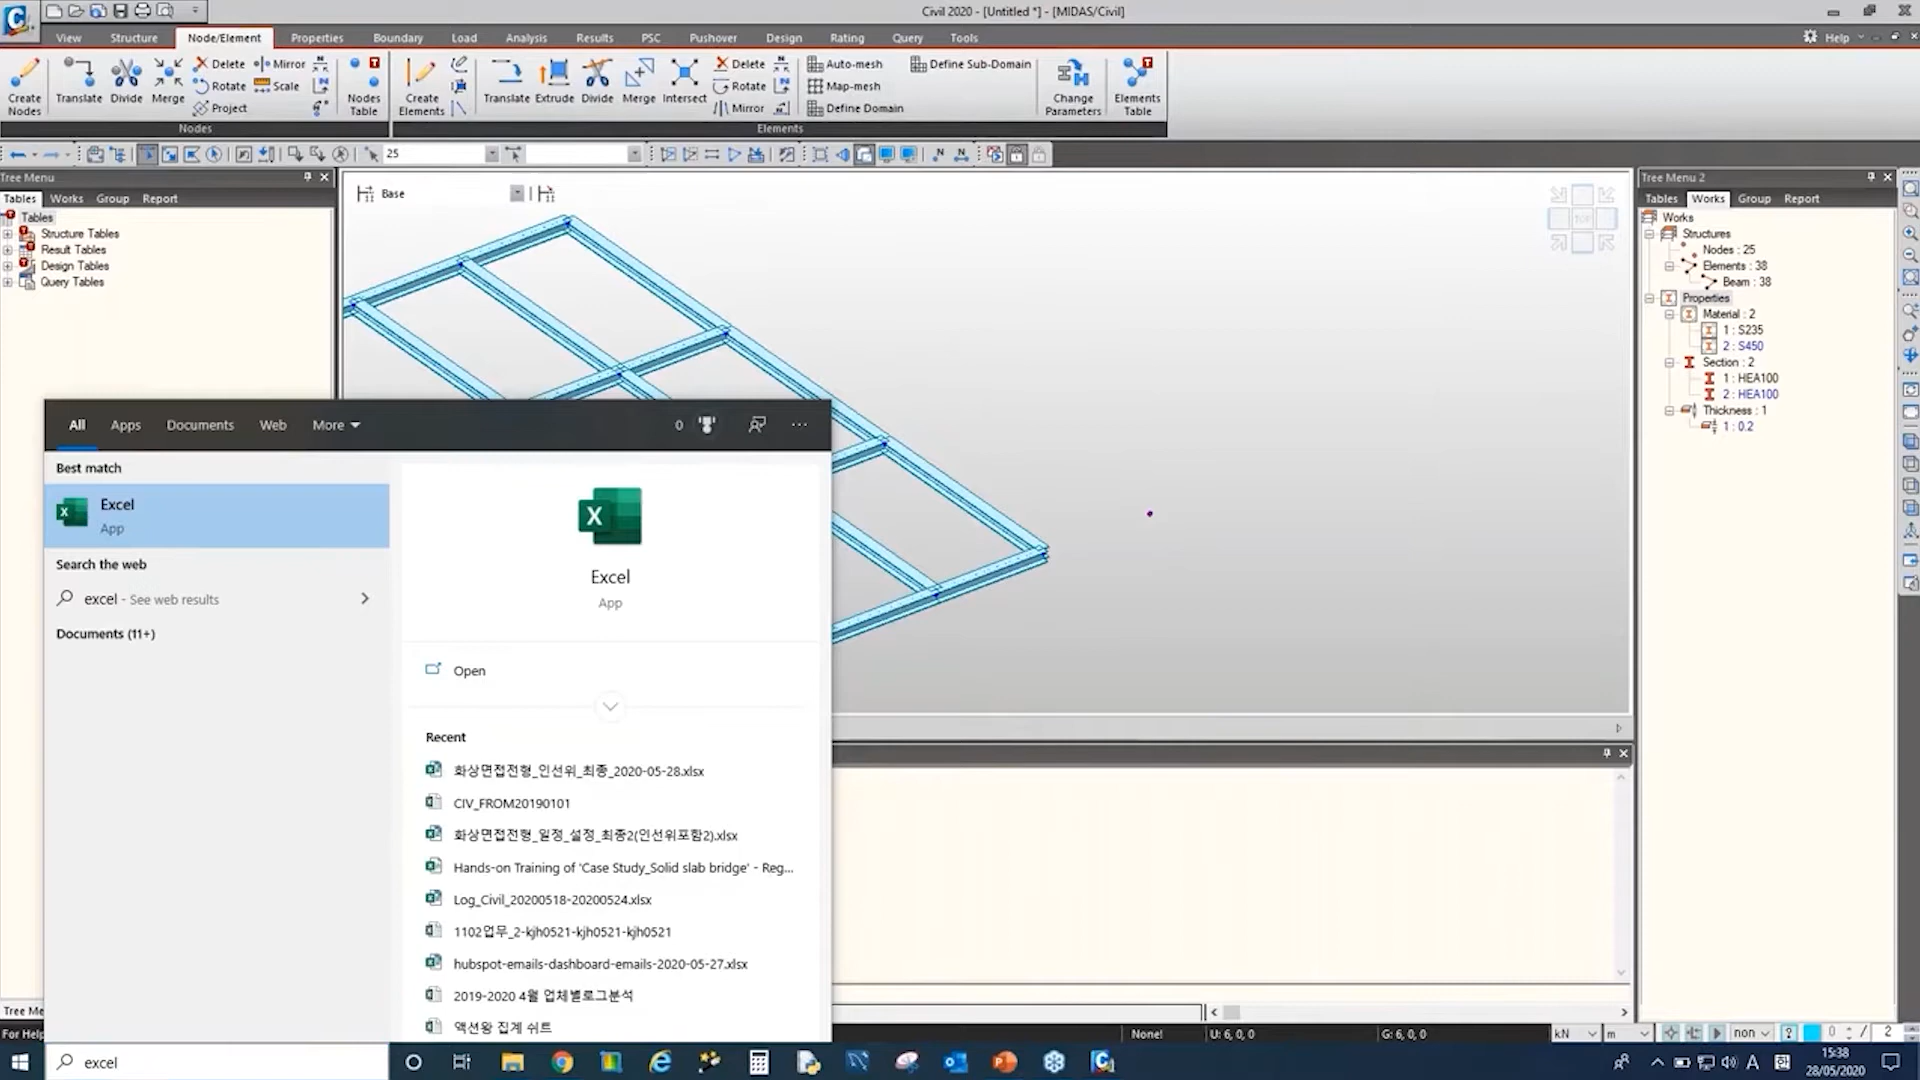 Civil 2020 - [Untitled *] - [MIDAS/Civil]
View Structure Node/Element Properties Boundary Load Analysis Results PSC Pushover Design Rating Query Tools Help
Create Nodes Translate Divide Merge Delete Rotate Project Mirror Scale Nodes Table
Create Elements Translate Extrude Divide Merge Intersect Delete Rotate Mirror Auto-mesh Map-mesh Define Domain Define Sub-Domain Change Parameters Elements Table
Nodes Elements
25
Tree Menu
Tables Works Group Report
Tables
Structure Tables
Result Tables
Design Tables
Query Tables
Base
TOP
Tree Menu 2
Tables Works Group Report
Works
Structures
Nodes : 25
Elements : 38
Beam : 38
Properties
Material : 2
1 : S235
2 : S450
Section : 2
1 : HEA100
2 : HEA100
Thickness : 1
1 : 0.2
All Apps Documents Web More 0
Best match
Excel
App
Search the web
excel - See web results
Documents (11+)
Excel
App
Open
Recent
화상면접전형_인선위_최종_2020-05-28.xlsx
CIV_FROM20190101
화상면접전형_일정_설정_최종2(인선위포함2).xlsx
Hands-on Training of 'Case Study_Solid slab bridge' - Reg...
Log_Civil_20200518-20200524.xlsx
1102업무_2-kjh0521-kjh0521-kjh0521
hubspot-emails-dashboard-emails-2020-05-27.xlsx
2019-2020 4월 업체별로그분석
액션왕 집계 쉬트
Tree Me
For Help
None! U: 6, 0, 0 G: 6, 0, 0 kN m non 0 / 2
excel
A
15:38
28/05/2020